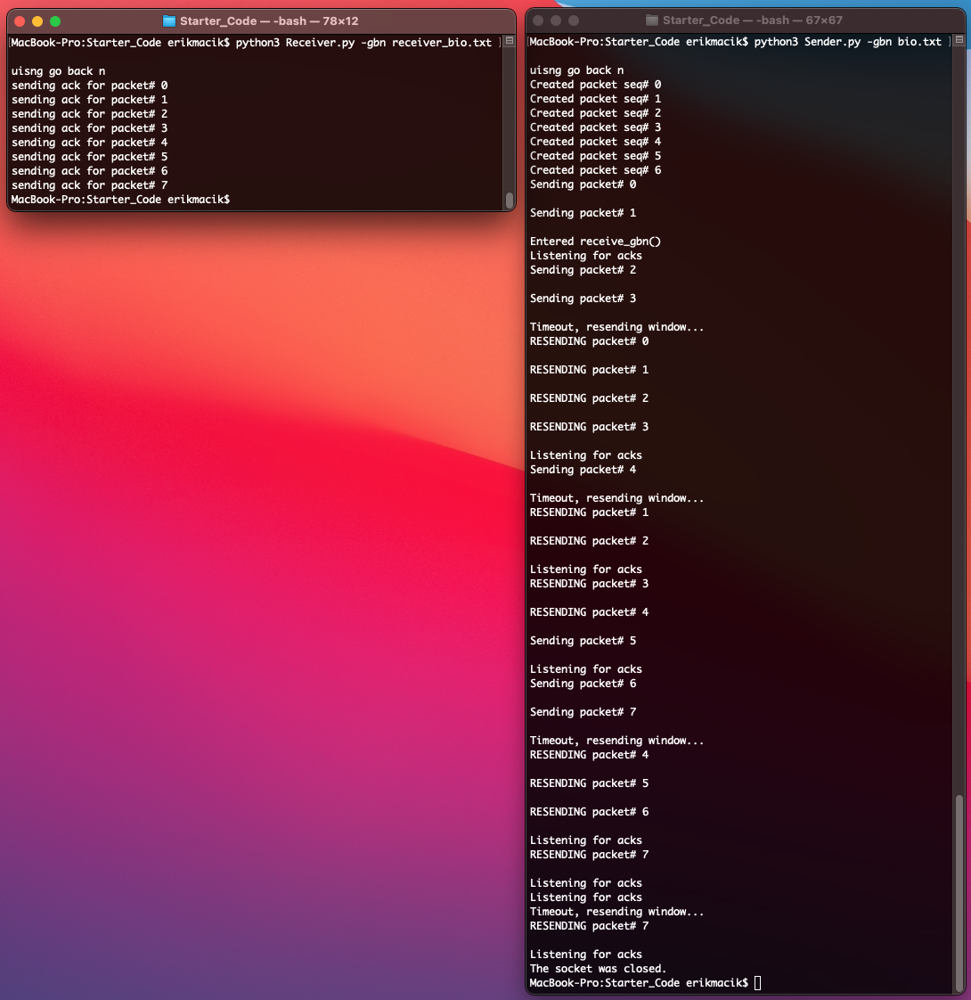 Starter_Code — -bash — 78×12
[MacBook-Pro:Starter_Code erikmacik$ python3 Receiver.py -gbn receiver_bio.txt ]
uisng go back n
sending ack for packet# 0
sending ack for packet# 1
sending ack for packet# 2
sending ack for packet# 3
sending ack for packet# 4
sending ack for packet# 5
sending ack for packet# 6
sending ack for packet# 7
MacBook-Pro:Starter_Code erikmacik$
Starter_Code — -bash — 67×67
[MacBook-Pro:Starter_Code erikmacik$ python3 Sender.py -gbn bio.txt ]
uisng go back n
Created packet seq# 0
Created packet seq# 1
Created packet seq# 2
Created packet seq# 3
Created packet seq# 4
Created packet seq# 5
Created packet seq# 6
Sending packet# 0
Sending packet# 1
Entered receive_gbn()
Listening for acks
Sending packet# 2
Sending packet# 3
Timeout, resending window...
RESENDING packet# 0
RESENDING packet# 1
RESENDING packet# 2
RESENDING packet# 3
Listening for acks
Sending packet# 4
Timeout, resending window...
RESENDING packet# 1
RESENDING packet# 2
Listening for acks
RESENDING packet# 3
RESENDING packet# 4
Sending packet# 5
Listening for acks
Sending packet# 6
Sending packet# 7
Timeout, resending window...
RESENDING packet# 4
RESENDING packet# 5
RESENDING packet# 6
Listening for acks
RESENDING packet# 7
Listening for acks
Listening for acks
Timeout, resending window...
RESENDING packet# 7
Listening for acks
The socket was closed.
MacBook-Pro:Starter_Code erikmacik$